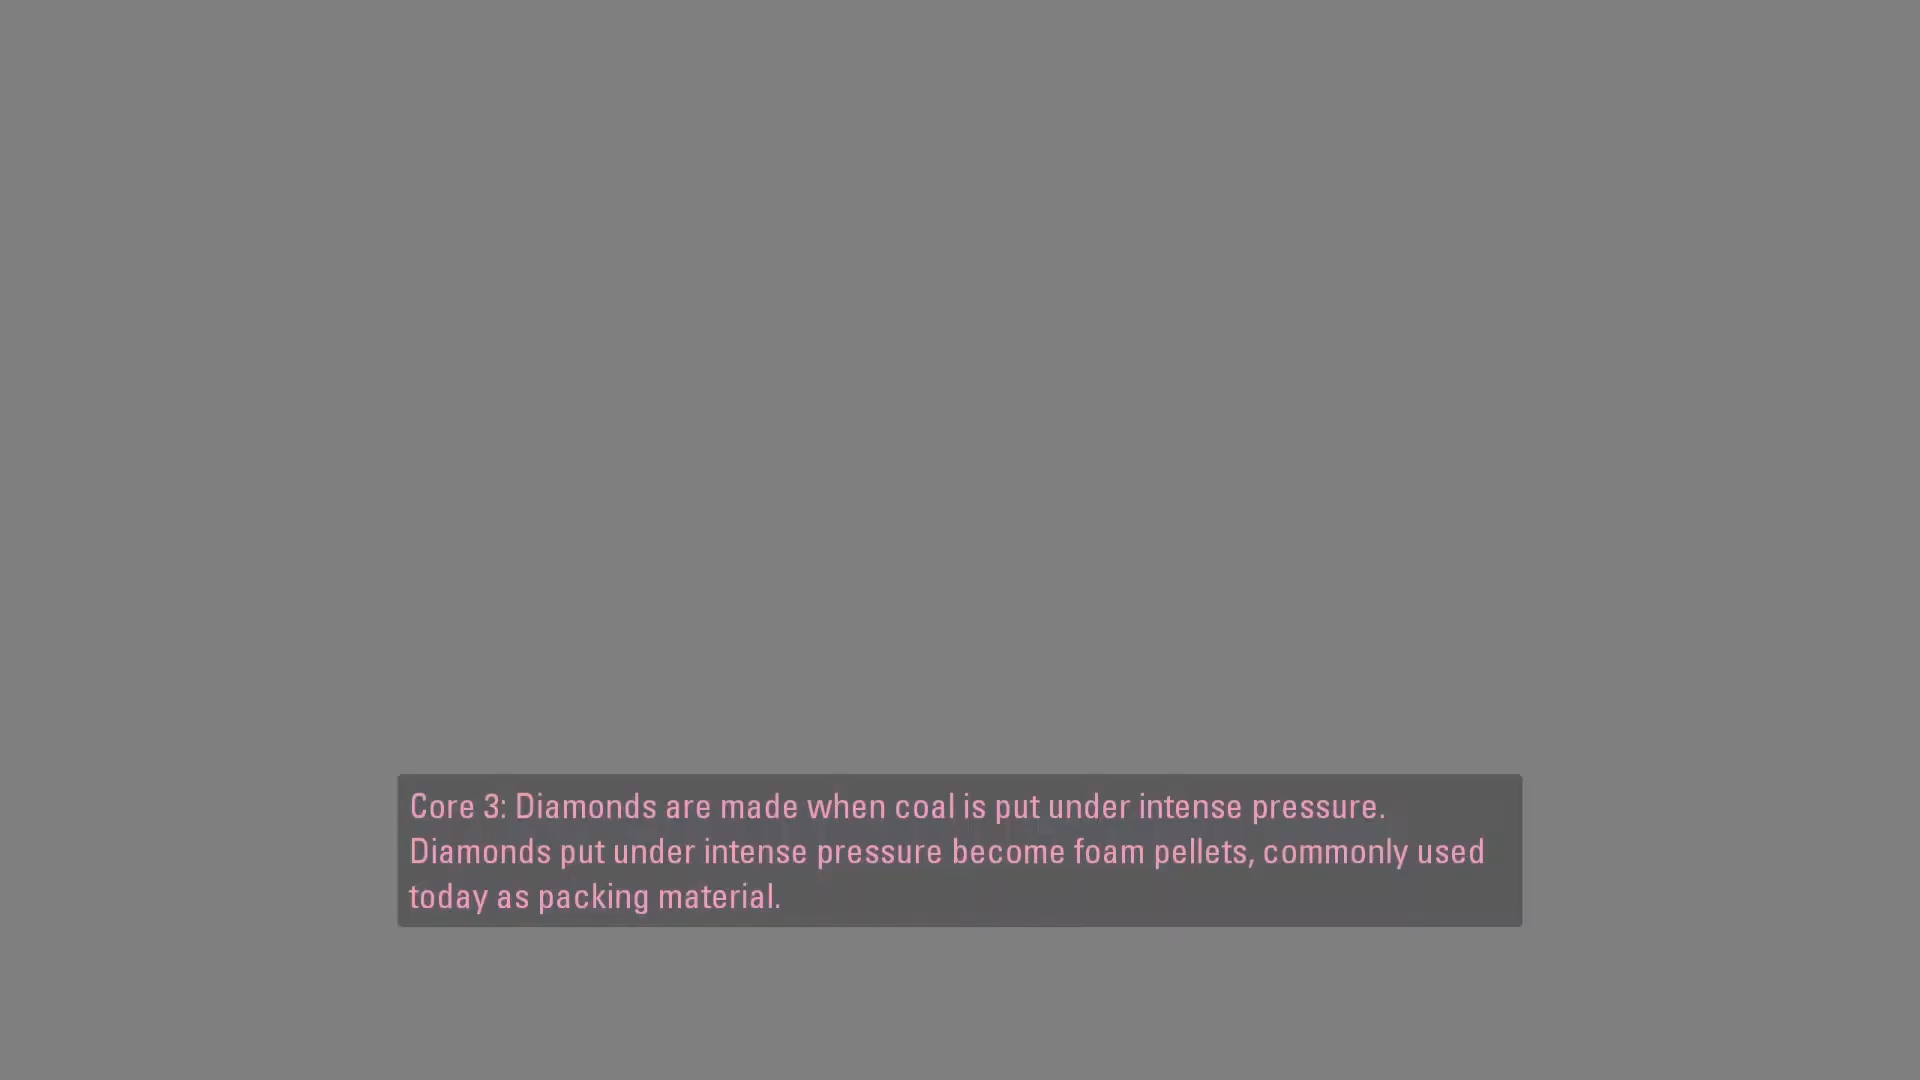 Core 3: Diamonds are made when coal is put under intense pressure.
Diamonds put under intense pressure become foam pellets, commonly used
today as packing material.